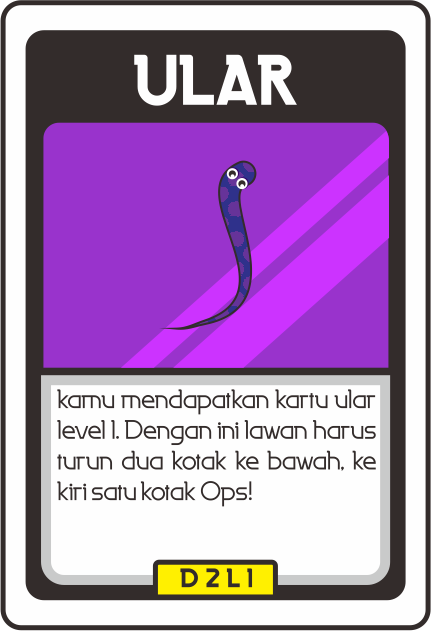 ULAR
kamu mendapatkan kartu ular
level 1. Dengan ini lawan harus
turun dua kotak ke bawah, ke
kiri satu kotak Ops!
D2L1